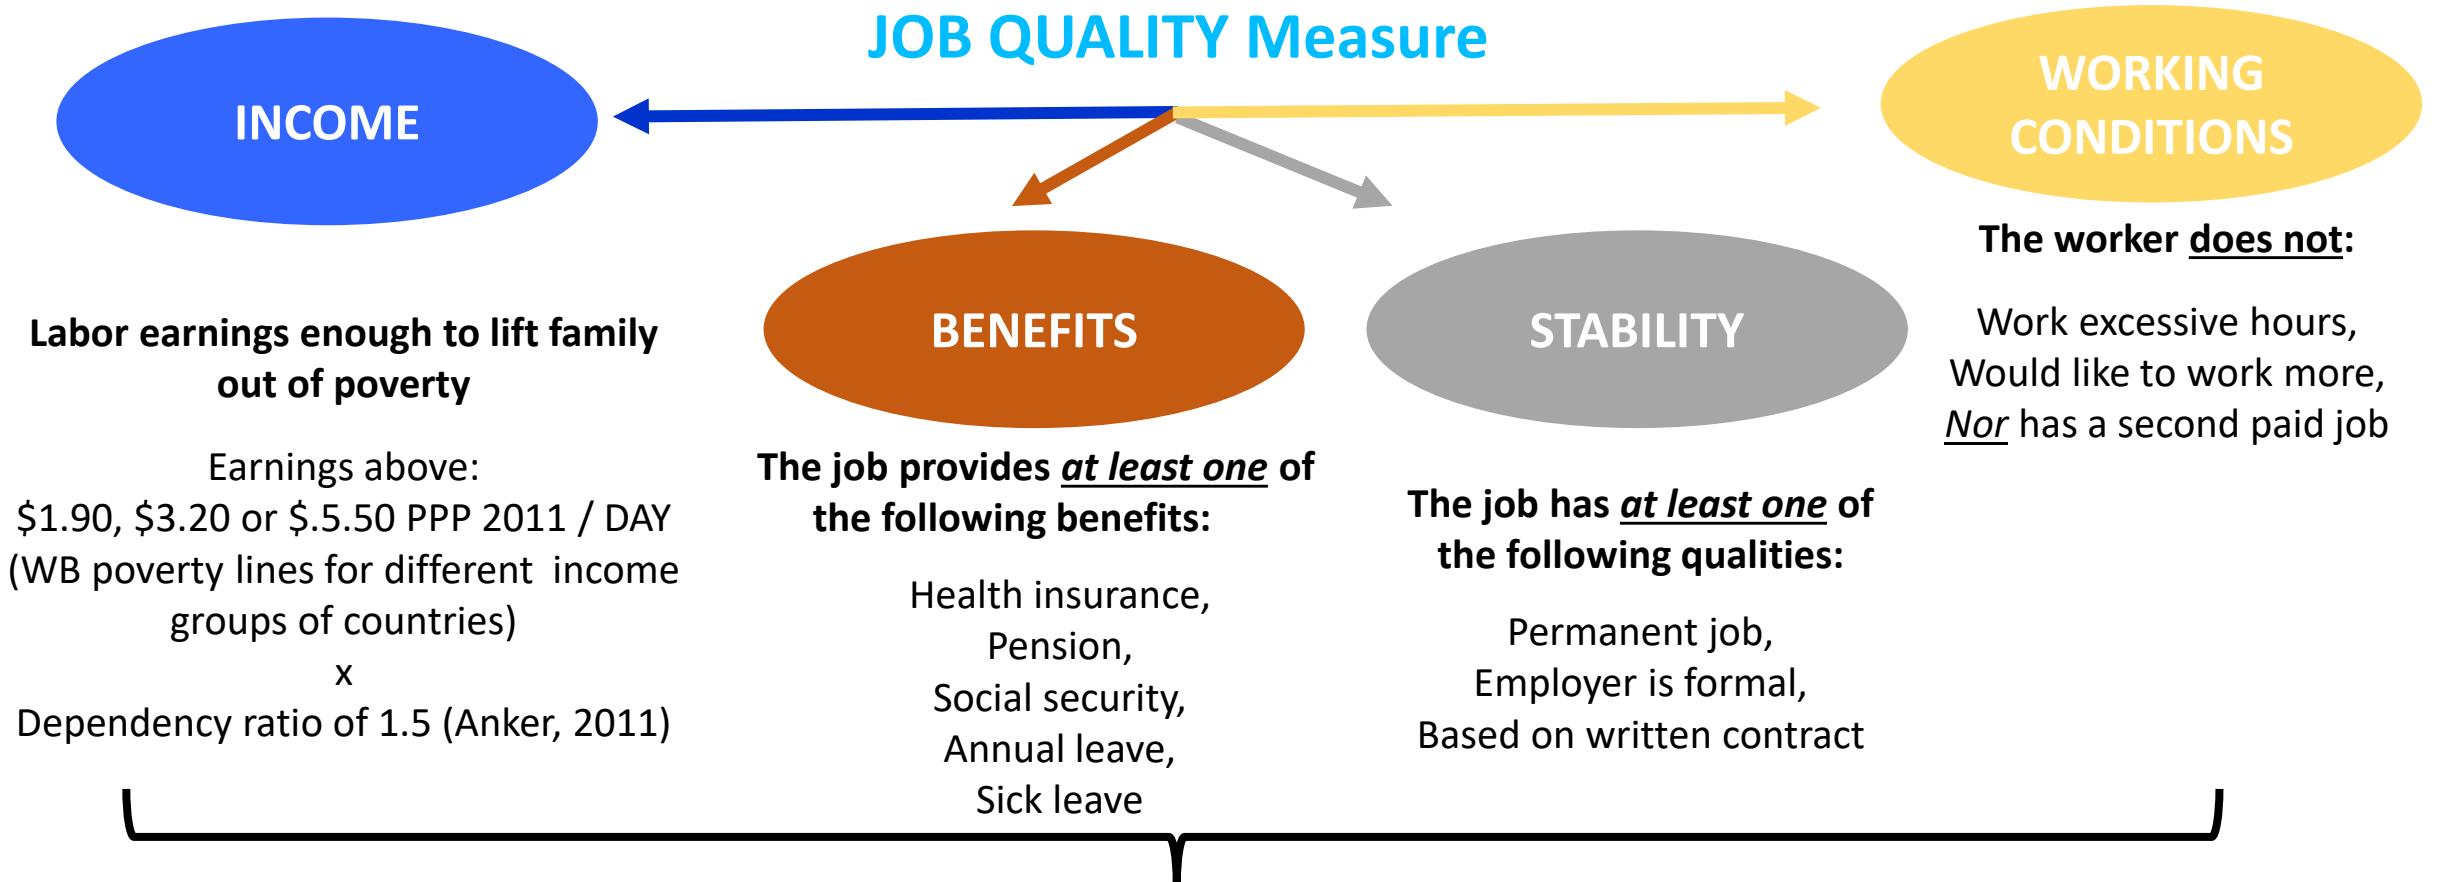 JOB QUALITY Measure
INCOME
Labor earnings enough to lift family
out of poverty
Earnings above:
$1.90, $3.20 or $.5.50 PPP 2011 / DAY
(WB poverty lines for different  income
groups of countries)
x
Dependency ratio of 1.5 (Anker, 2011)
BENEFITS
The job provides at least one of
the following benefits:
Health insurance,
Pension,
Social security,
Annual leave,
Sick leave
STABILITY
The job has at least one of
the following qualities:
Permanent job,
Employer is formal,
Based on written contract
WORKING
CONDITIONS
The worker does not:
Work excessive hours,
Would like to work more,
Nor has a second paid job